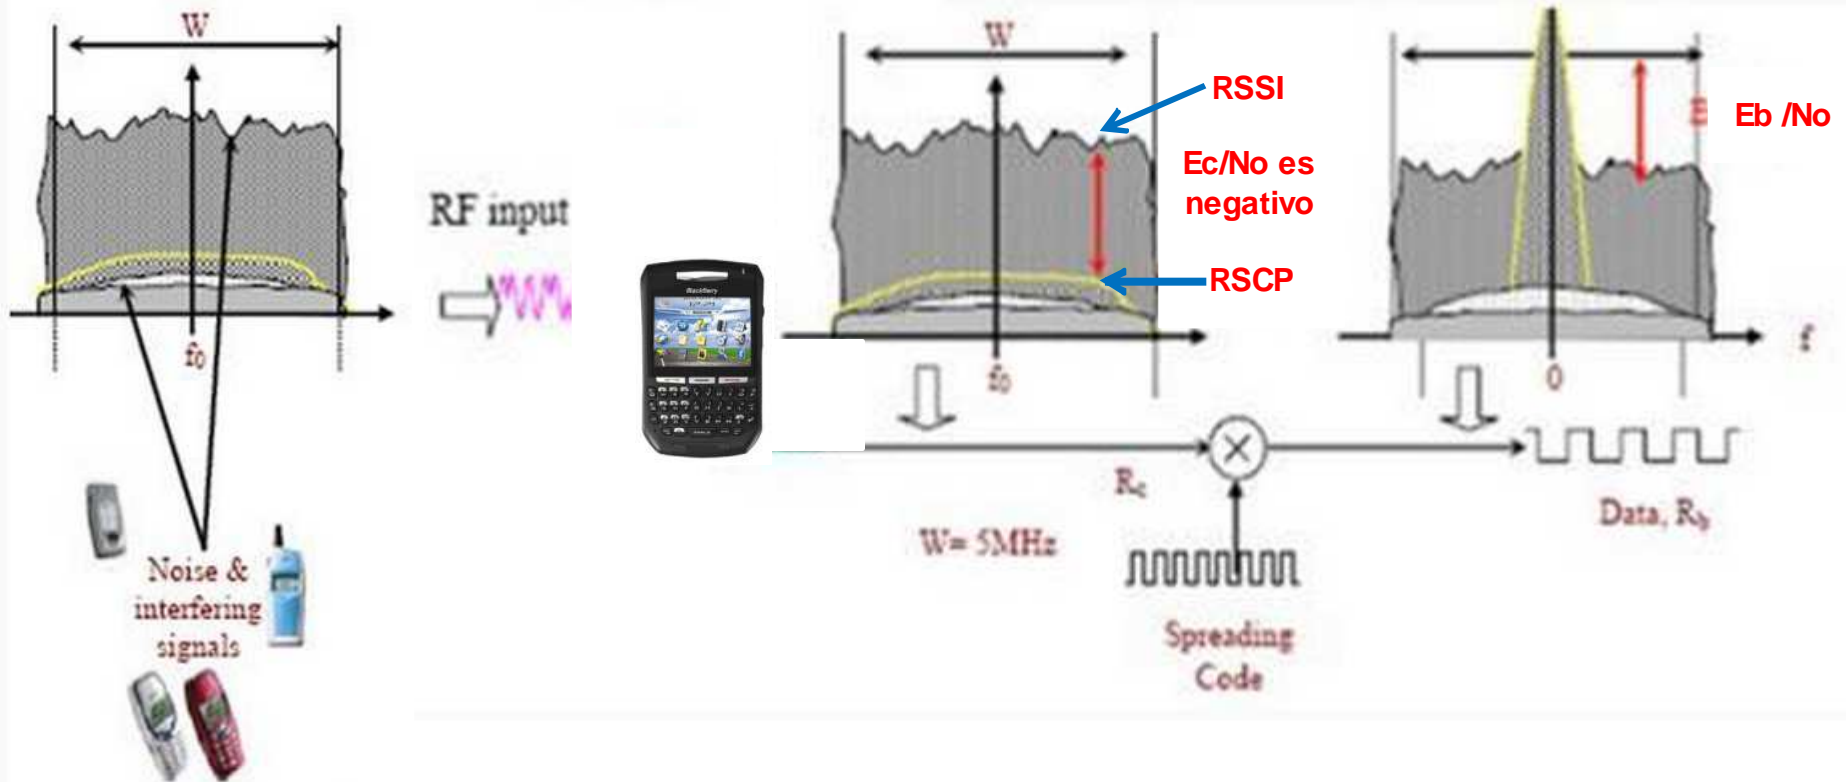 W
f₀
RF input
Noise &
interfering
signals
BlackBerry
W
RSSI
Ec/No es
negativo
RSCP
f₀
Eb /No
0
f
Rc
W= 5MHz
Spreading
Code
Data, Rb